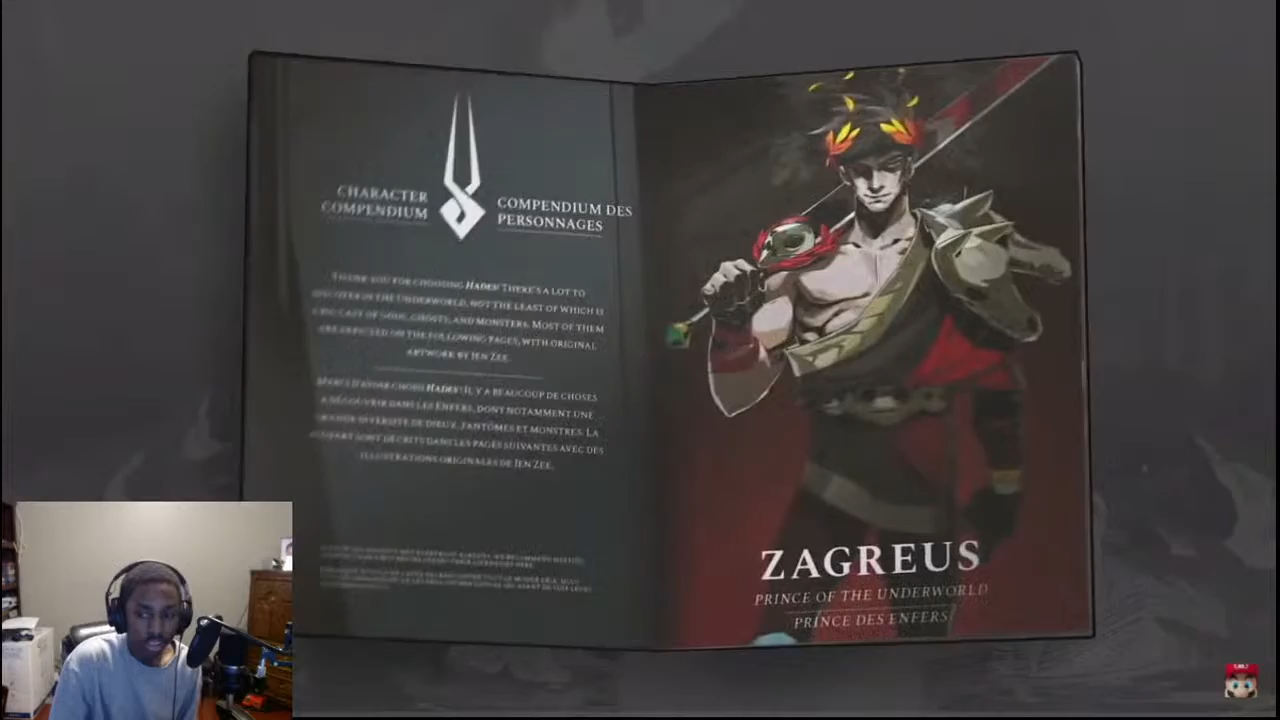 CHARACTER
COMPENDIUM
COMPENDIUM DES
PERSONNAGES
THANK YOU FOR CHOOSING HADES! THERE'S A LOT TO
DISCOVER IN THE UNDERWORLD, NOT THE LEAST OF WHICH IS
CAST OF GODS, GHOSTS, AND MONSTERS. MOST OF THEM
ARE DEPICTED ON THE FOLLOWING PAGES, WITH ORIGINAL
ARTWORK BY JEN ZEE.
MERCI D'AVOIR CHOISI HADES! IL Y A BEAUCOUP DE CHOSES
À DÉCOUVRIR DANS LES ENFERS, DONT NOTAMMENT UNE
GRANDE DIVERSITÉ DE DIEUX, FANTÔMES ET MONSTRES. LA
PLUPART SONT DÉCRITS DANS LES PAGES SUIVANTES AVEC DES
ILLUSTRATIONS ORIGINALES DE JEN ZEE.
ZAGREUS
PRINCE OF THE UNDERWORLD
PRINCE DES ENFERS